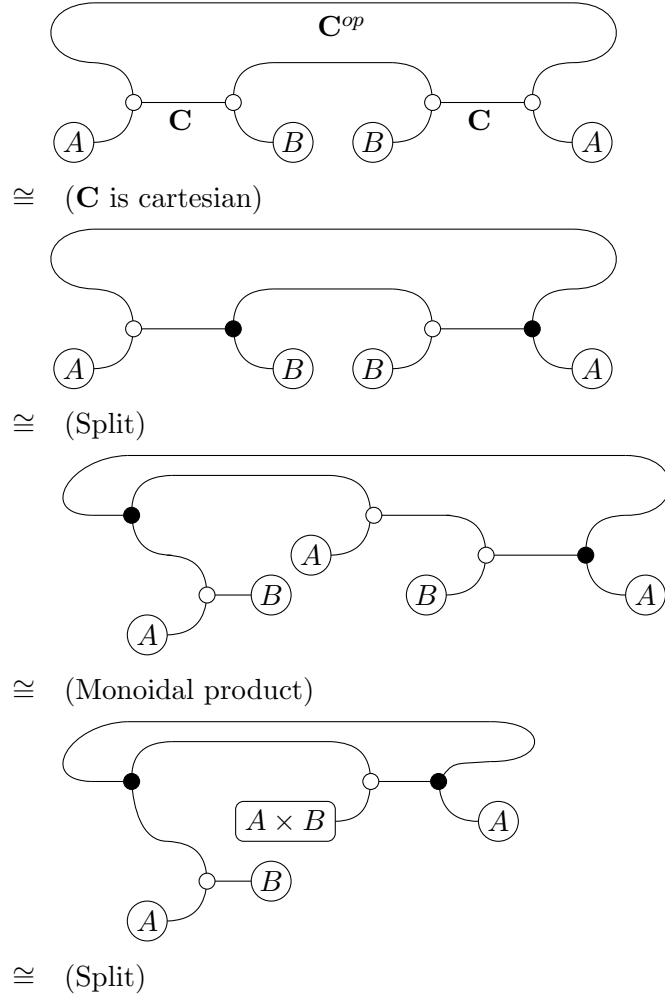 C^{op}
C C
A B B A
≅ (C is cartesian)
A B B A
≅ (Split)
A
B B A
A
≅ (Monoidal product)
A × B A
B
A
≅ (Split)